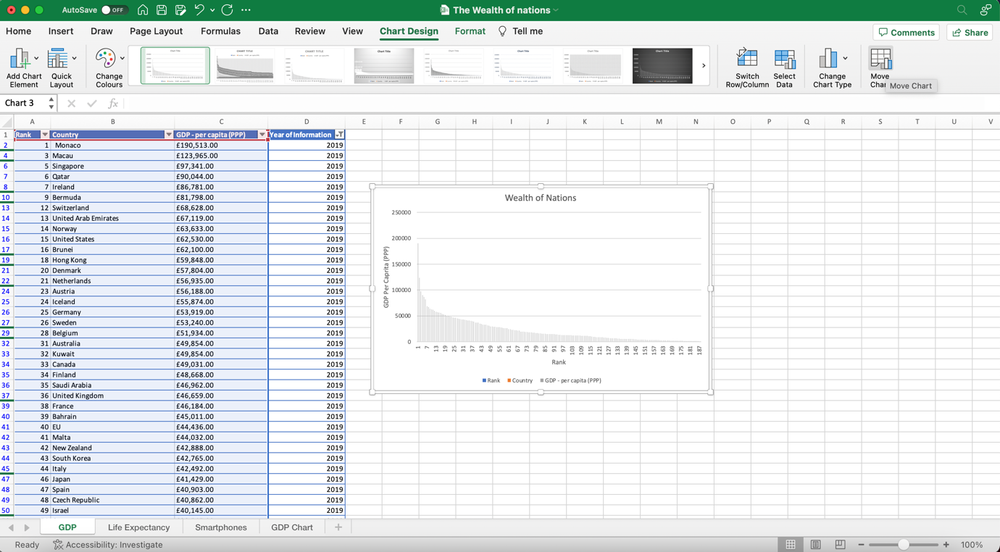 AutoSave OFF The Wealth of nations
Home Insert Draw Page Layout Formulas Data Review View Chart Design Format Tell me Comments Share
Add Chart Element Quick Layout Change Colours Switch Row/Column Select Data Change Chart Type Move Chart
Move Chart
Chart 3 fx
A B C D E F G H I J K L M N O P Q R S T U V
1 Rank Country GDP - per capita (PPP) Year of Information
2 1 Monaco £190,513.00 2019
4 3 Macau £123,965.00 2019
6 5 Singapore £97,341.00 2019
7 6 Qatar £90,044.00 2019
8 7 Ireland £86,781.00 2019
10 9 Bermuda £81,798.00 2019
13 12 Switzerland £68,628.00 2019
14 13 United Arab Emirates £67,119.00 2019
15 14 Norway £63,633.00 2019
16 15 United States £62,530.00 2019
17 16 Brunei £62,100.00 2019
19 18 Hong Kong £59,848.00 2019
21 20 Denmark £57,804.00 2019
22 21 Netherlands £56,935.00 2019
24 23 Austria £56,188.00 2019
25 24 Iceland £55,874.00 2019
26 25 Germany £53,919.00 2019
27 26 Sweden £53,240.00 2019
29 28 Belgium £51,934.00 2019
32 31 Australia £49,854.00 2019
33 32 Kuwait £49,854.00 2019
34 33 Canada £49,031.00 2019
35 34 Finland £48,668.00 2019
36 35 Saudi Arabia £46,962.00 2019
37 36 United Kingdom £46,659.00 2019
39 38 France £46,184.00 2019
40 39 Bahrain £45,011.00 2019
41 40 EU £44,436.00 2019
42 41 Malta £44,032.00 2019
43 42 New Zealand £42,888.00 2019
44 43 South Korea £42,765.00 2019
45 44 Italy £42,492.00 2019
47 46 Japan £41,429.00 2019
48 47 Spain £40,903.00 2019
49 48 Czech Republic £40,862.00 2019
50 49 Israel £40,145.00 2019
Wealth of Nations
250000
200000
150000
100000
50000
0
GDP Per Caprita (PPP)
1 7 13 19 25 31 37 43 49 55 61 67 73 79 85 91 97 103 109 115 121 127 133 139 145 151 157 163 169 175 181 187
Rank
Rank Country GDP - per capita (PPP)
GDP Life Expectancy Smartphones GDP Chart
Ready Accessibility: Investigate 100%